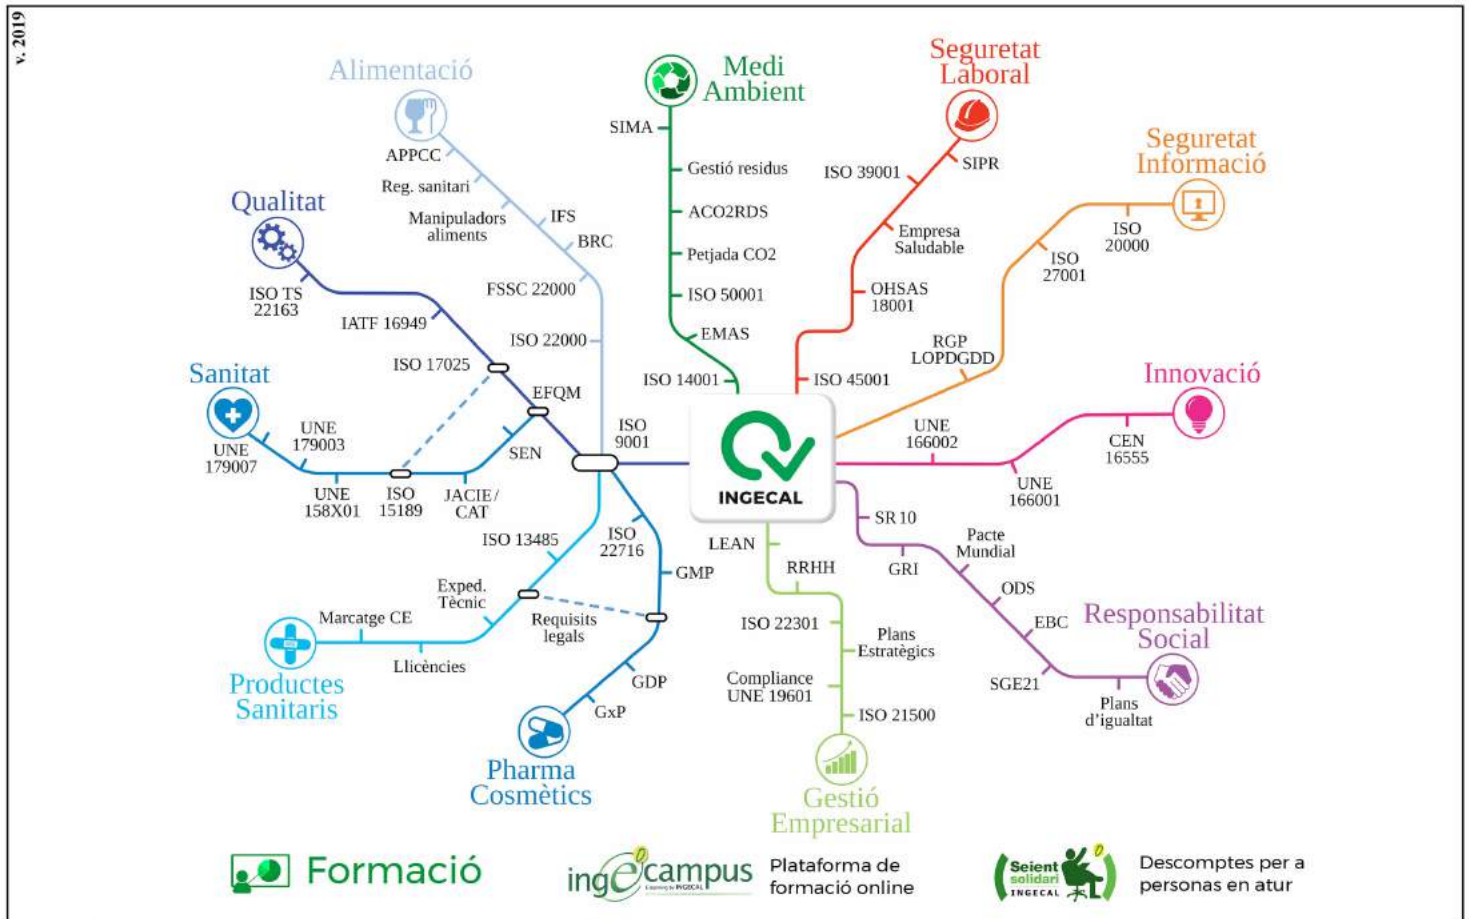 v. 2019
Alimentació
APPCC
Reg. sanitari
Manipuladors
aliments
IFS
BRC
FSSC 22000
ISO 22000
Medi
Ambient
SIMA
Gestió residus
ACO2RDS
Petjada CO2
ISO 50001
EMAS
ISO 14001
Seguretat
Laboral
SIPR
ISO 39001
Empresa
Saludable
OHSAS
18001
ISO 45001
Seguretat
Informació
ISO
20000
ISO
27001
RGP
LOPDGDD
Qualitat
ISO TS
22163
IATF 16949
ISO 17025
EFQM
ISO
9001
Sanitat
UNE
179007
UNE
179003
UNE
158X01
ISO
15189
JACIE/
CAT
SEN
INGECAL
Innovació
UNE
166002
UNE
166001
CEN
16555
ISO 13485
Exped.
Tècnic
Requisits
legals
Marcatge CE
Llicències
Productes
Sanitaris
ISO
22716
GMP
GDP
GxP
Pharma
Cosmètics
LEAN
RRHH
ISO 22301
Plans
Estratègics
Compliance
UNE 19601
ISO 21500
Gestió
Empresarial
SR10
GRI
Pacte
Mundial
ODS
EBC
SGE21
Plans
d'igualtat
Responsabilitat
Social
Formació
ingecampus
Plataforma de
formació online
Seient
solidari
INGECAL
Descomptes per a
personas en atur